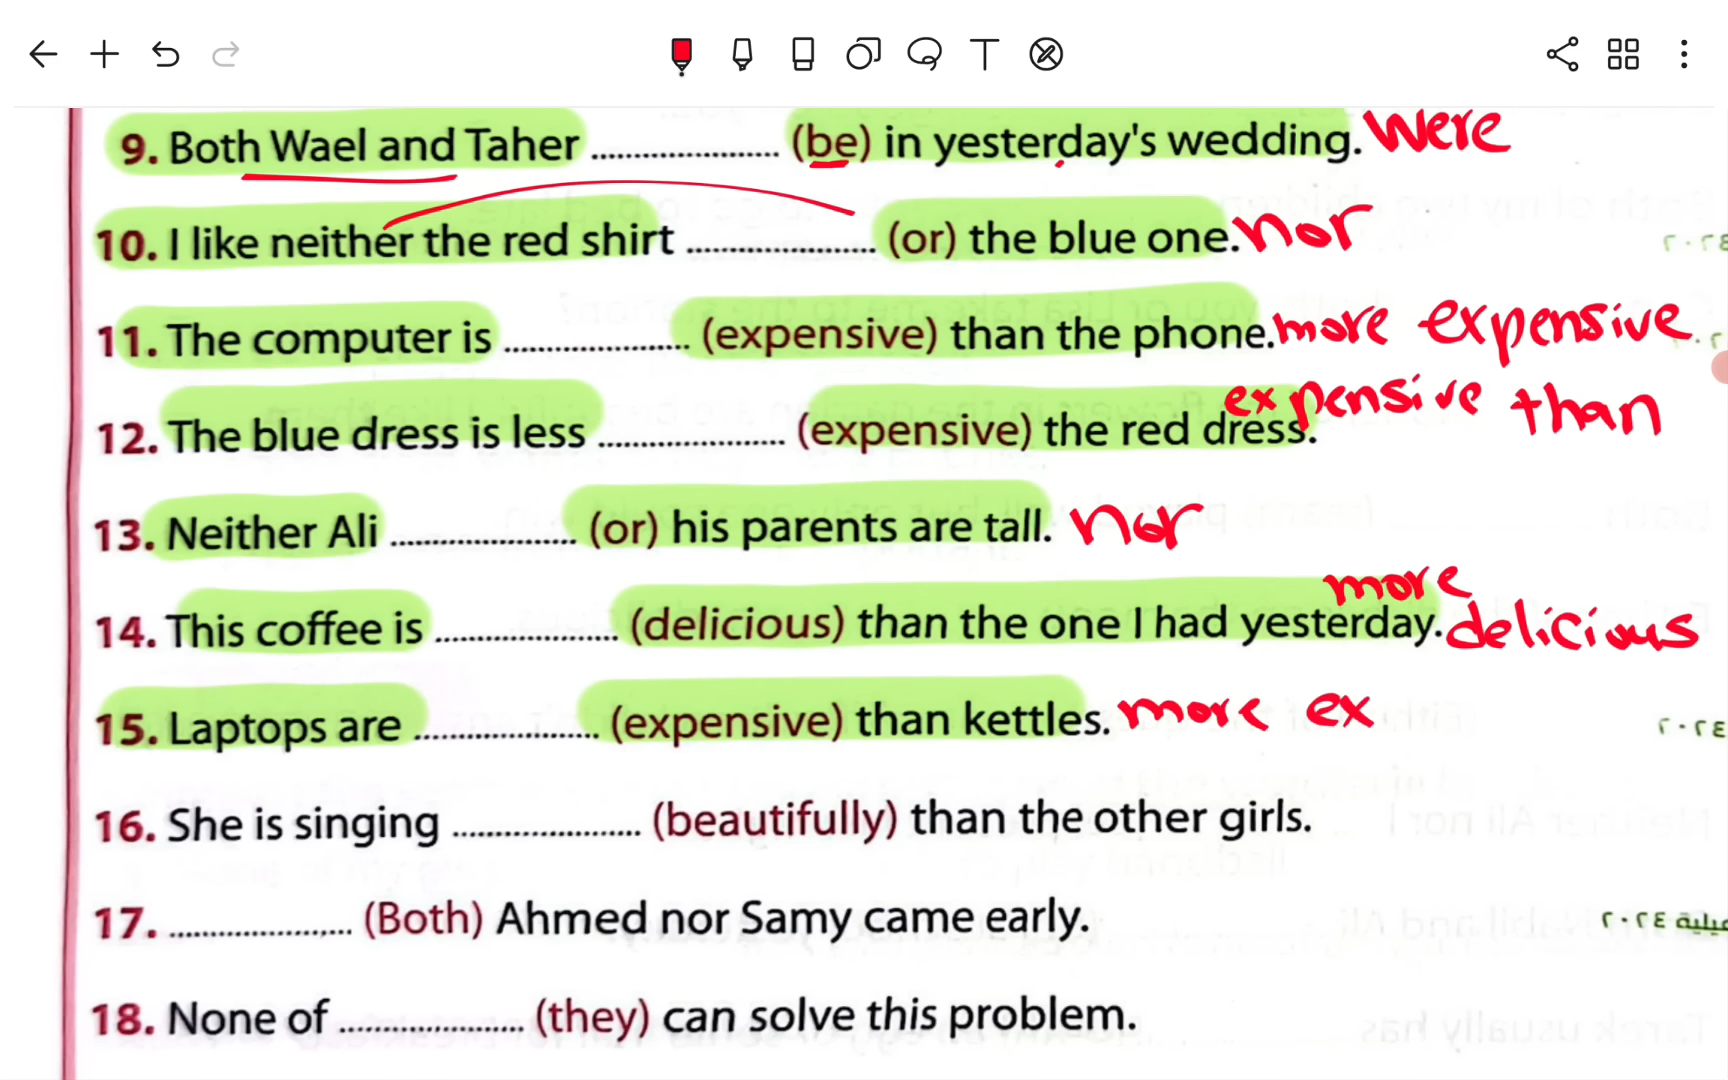 9. Both Wael and Taher ..................... (be) in yesterday's wedding. were
10. I like neither the red shirt ..................... (or) the blue one. nor
11. The computer is ..................... (expensive) than the phone. more expensive
12. The blue dress is less ..................... (expensive) the red dress. expensive than
13. Neither Ali ..................... (or) his parents are tall. nor
14. This coffee is ..................... (delicious) than the one I had yesterday. more delicious
15. Laptops are ..................... (expensive) than kettles. more ex
16. She is singing ..................... (beautifully) than the other girls.
17. ..................... (Both) Ahmed nor Samy came early.
18. None of ..................... (they) can solve this problem.